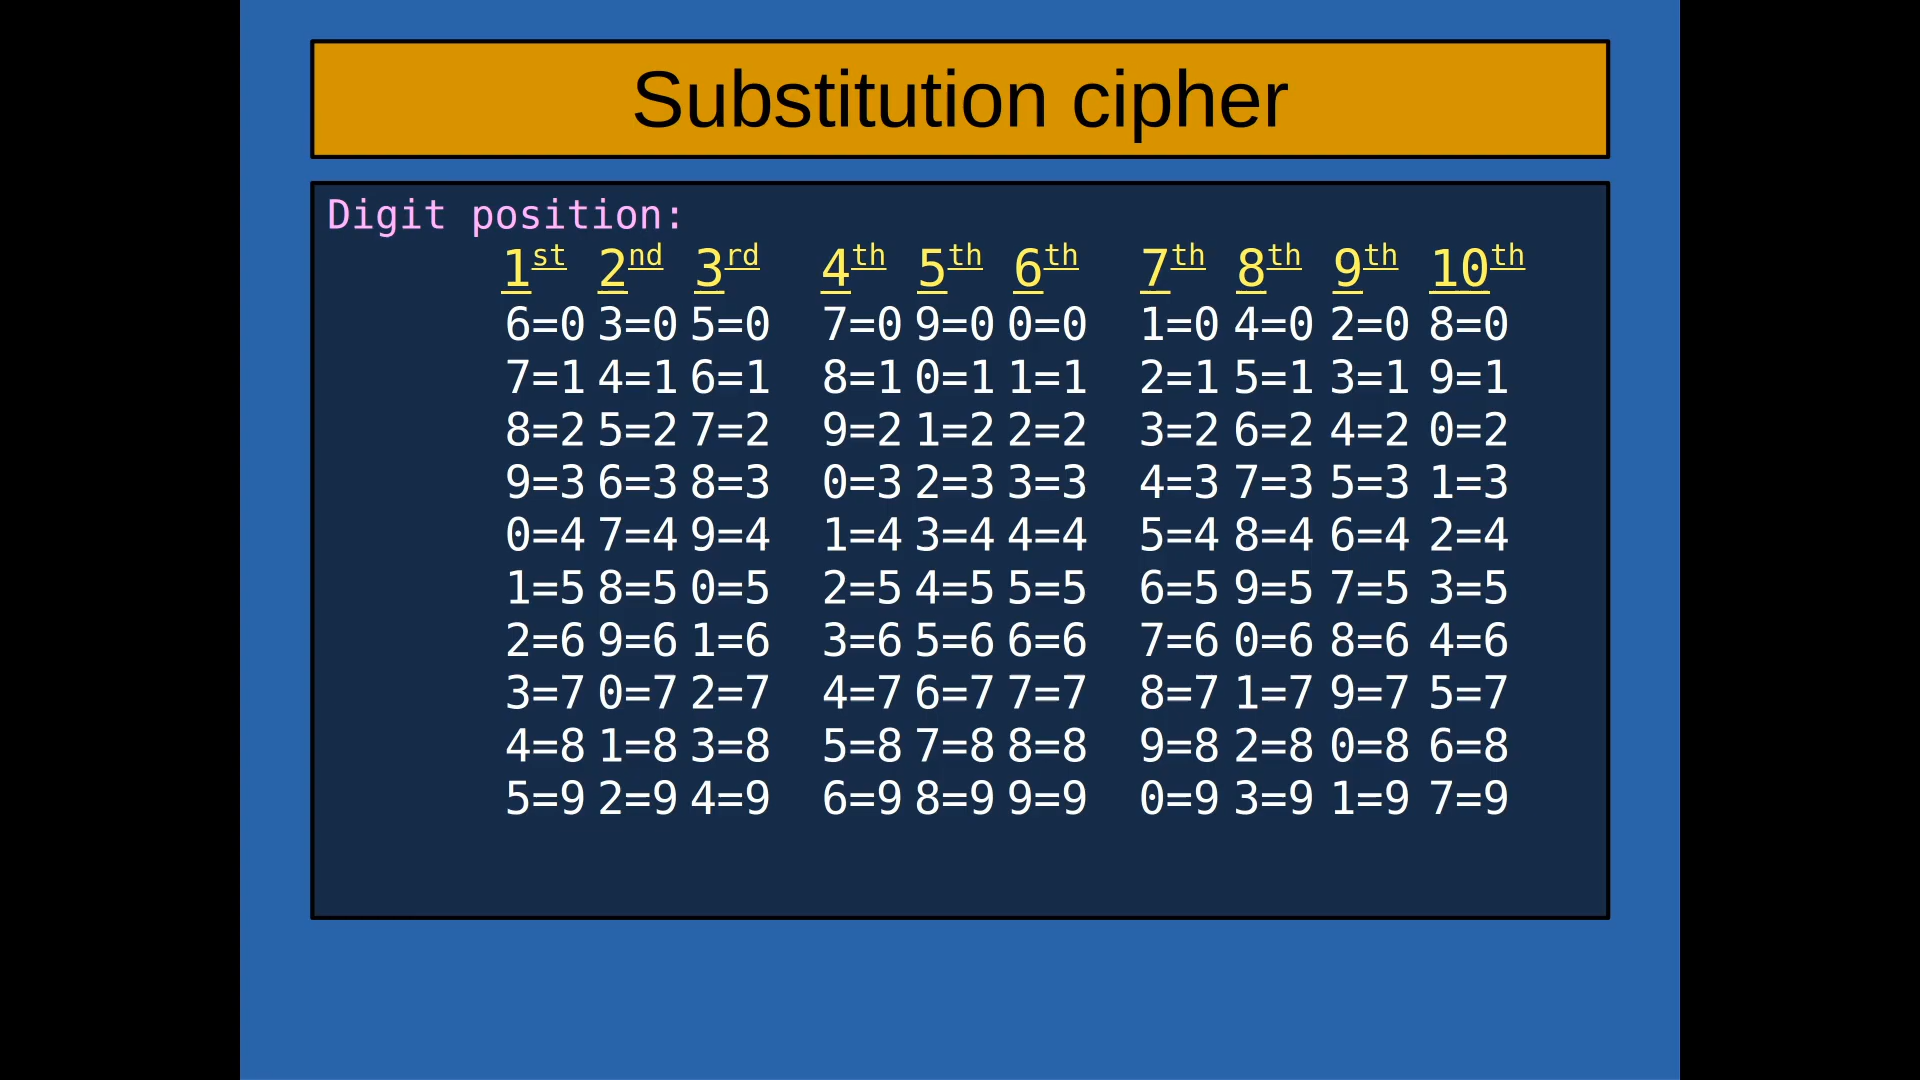 Substitution cipher
Digit position:
1st 2nd 3rd 4th 5th 6th 7th 8th 9th 10th
6=0 3=0 5=0 7=0 9=0 0=0 1=0 4=0 2=0 8=0
7=1 4=1 6=1 8=1 0=1 1=1 2=1 5=1 3=1 9=1
8=2 5=2 7=2 9=2 1=2 2=2 3=2 6=2 4=2 0=2
9=3 6=3 8=3 0=3 2=3 3=3 4=3 7=3 5=3 1=3
0=4 7=4 9=4 1=4 3=4 4=4 5=4 8=4 6=4 2=4
1=5 8=5 0=5 2=5 4=5 5=5 6=5 9=5 7=5 3=5
2=6 9=6 1=6 3=6 5=6 6=6 7=6 0=6 8=6 4=6
3=7 0=7 2=7 4=7 6=7 7=7 8=7 1=7 9=7 5=7
4=8 1=8 3=8 5=8 7=8 8=8 9=8 2=8 0=8 6=8
5=9 2=9 4=9 6=9 8=9 9=9 0=9 3=9 1=9 7=9